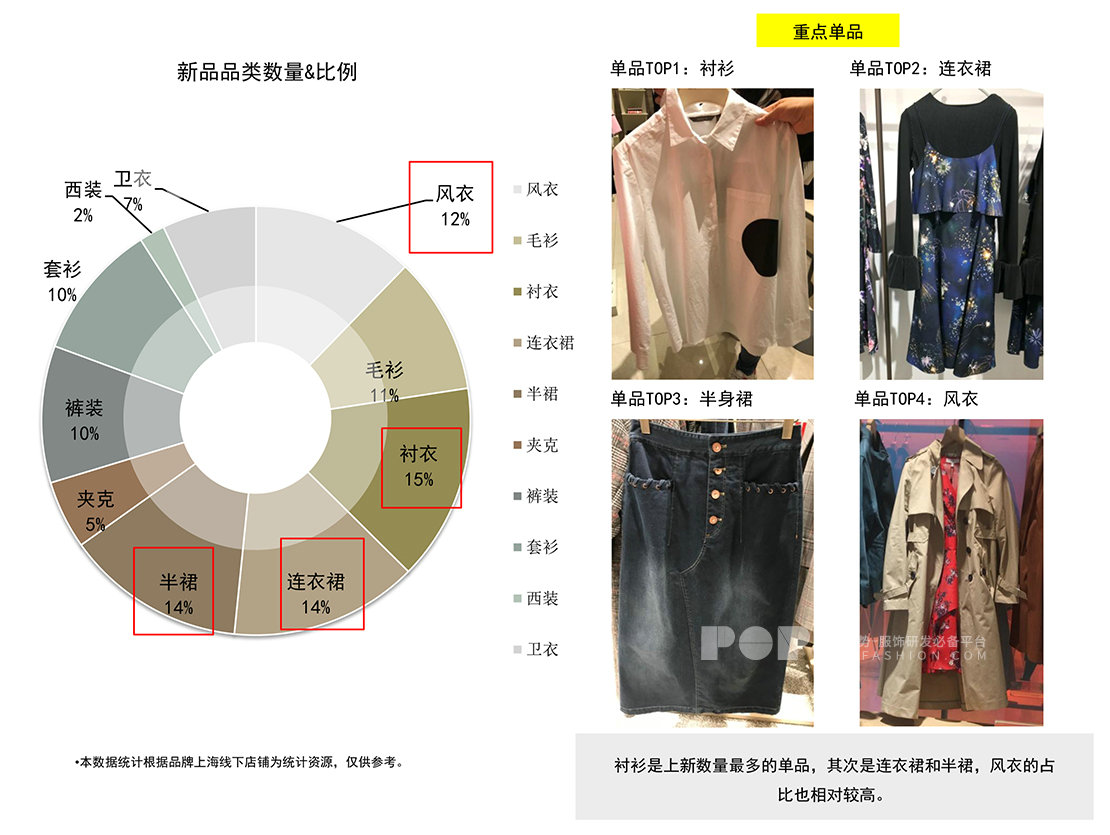 重点单品
新品品类数量&比例
单品TOP1：衬衫
单品TOP2：连衣裙
西装
2%
卫衣
7%
风衣
12%
套衫
10%
毛衫
11%
裤装
10%
衬衣
15%
夹克
5%
半裙
14%
连衣裙
14%
风衣
毛衫
衬衣
连衣裙
半裙
夹克
裤装
套衫
西装
卫衣
单品TOP3：半身裙
单品TOP4：风衣
POP
势·服饰研发必备平台
FASHION.COM
•本数据统计根据品牌上海线下店铺为统计资源，仅供参考。
衬衫是上新数量最多的单品，其次是连衣裙和半裙，风衣的占
比也相对较高。